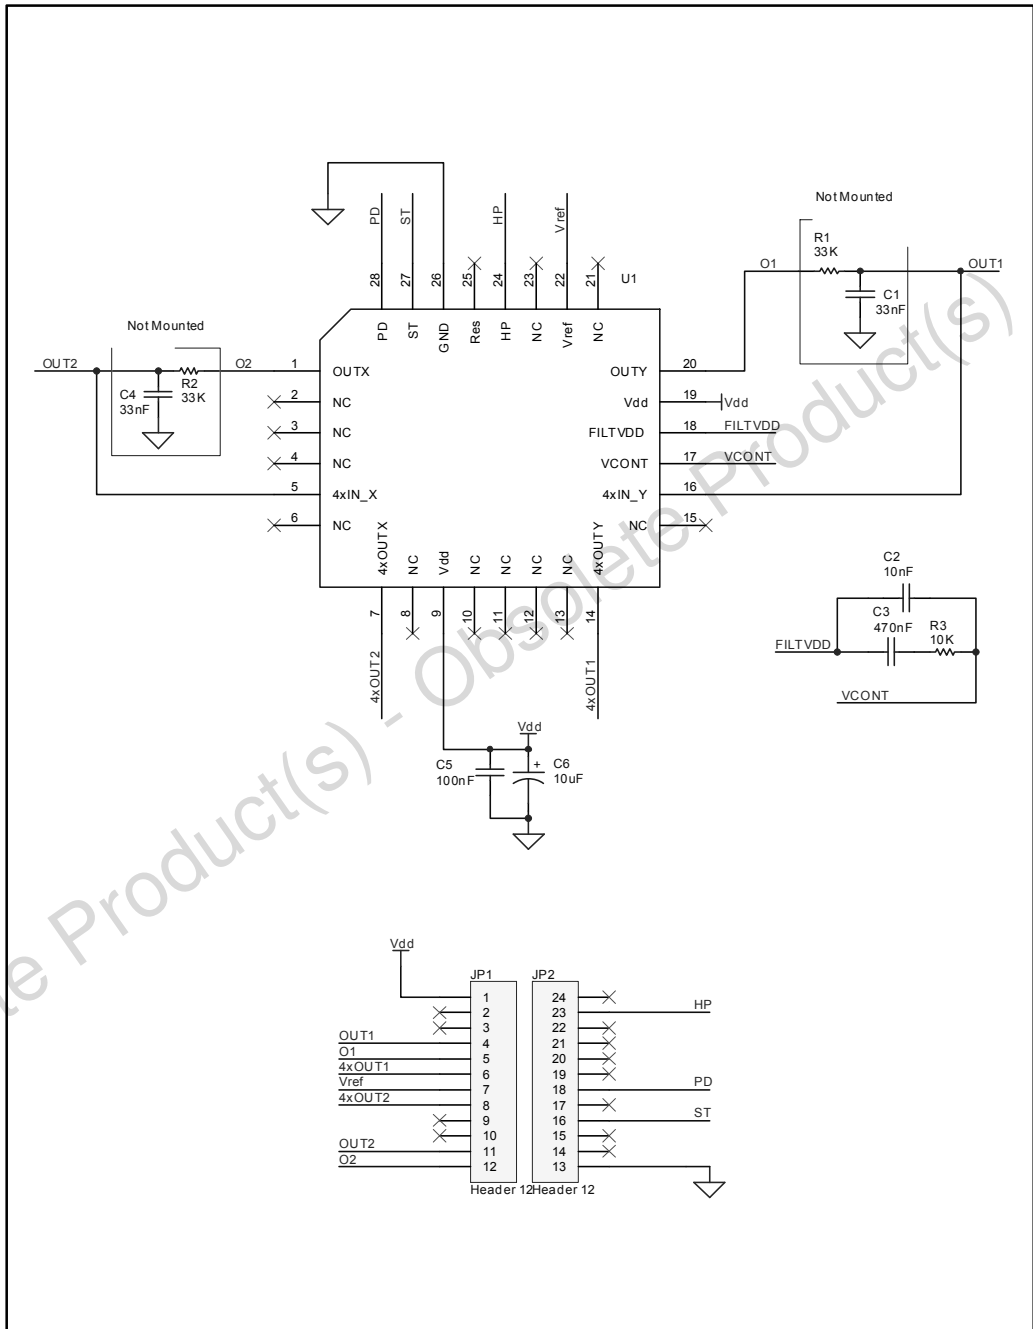 PD
ST
HP
Vref
28
27
26
25
24
23
22
21
U1
PD
ST
GND
Res
HP
NC
Vref
NC
Not Mounted
R1
33K
O1
OUT1
C1
33nF
Not Mounted
OUT2
O2
C4
33nF
R2
33K
1
OUTX
2
NC
3
NC
4
NC
5
4xIN_X
6
NC
OUTY
20
Vdd
19
Vdd
FILTVDD
18
FILTVDD
VCONT
17
VCONT
4xIN_Y
16
NC
15
4xOUTX
NC
Vdd
NC
NC
NC
NC
4xOUTY
7
8
9
10
11
12
13
14
4xOUT2
4xOUT1
C2
10nF
C3
470nF
R3
10K
FILTVDD
VCONT
Vdd
C5
100nF
+
C6
10uF
te Product(s) - Obsolete Product(s)
Vdd
JP1
1
2
3
OUT1 4
O1 5
4xOUT1 6
Vref 7
4xOUT2 8
9
10
OUT2 11
O2 12
Header 12
JP2
24
23 HP
22
21
20
19
18 PD
17
16 ST
15
14
13
Header 12